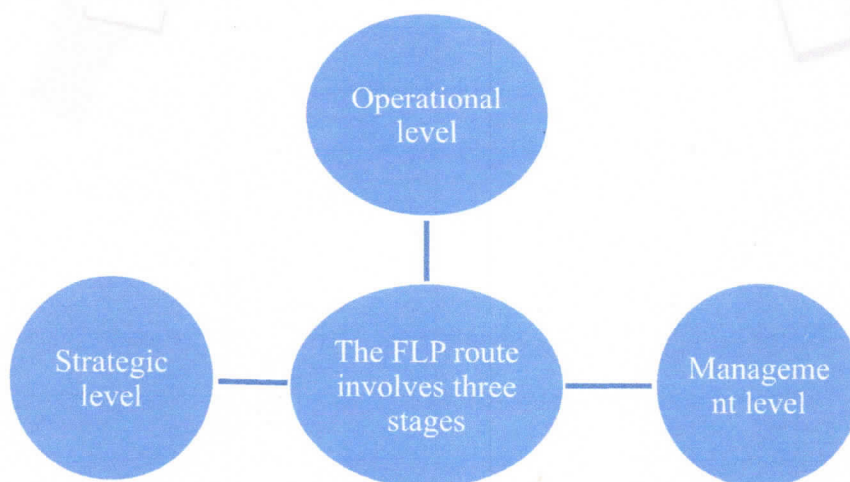 Operational
level
Strategic
level
The FLP route
involves three
stages
Manageme
nt level